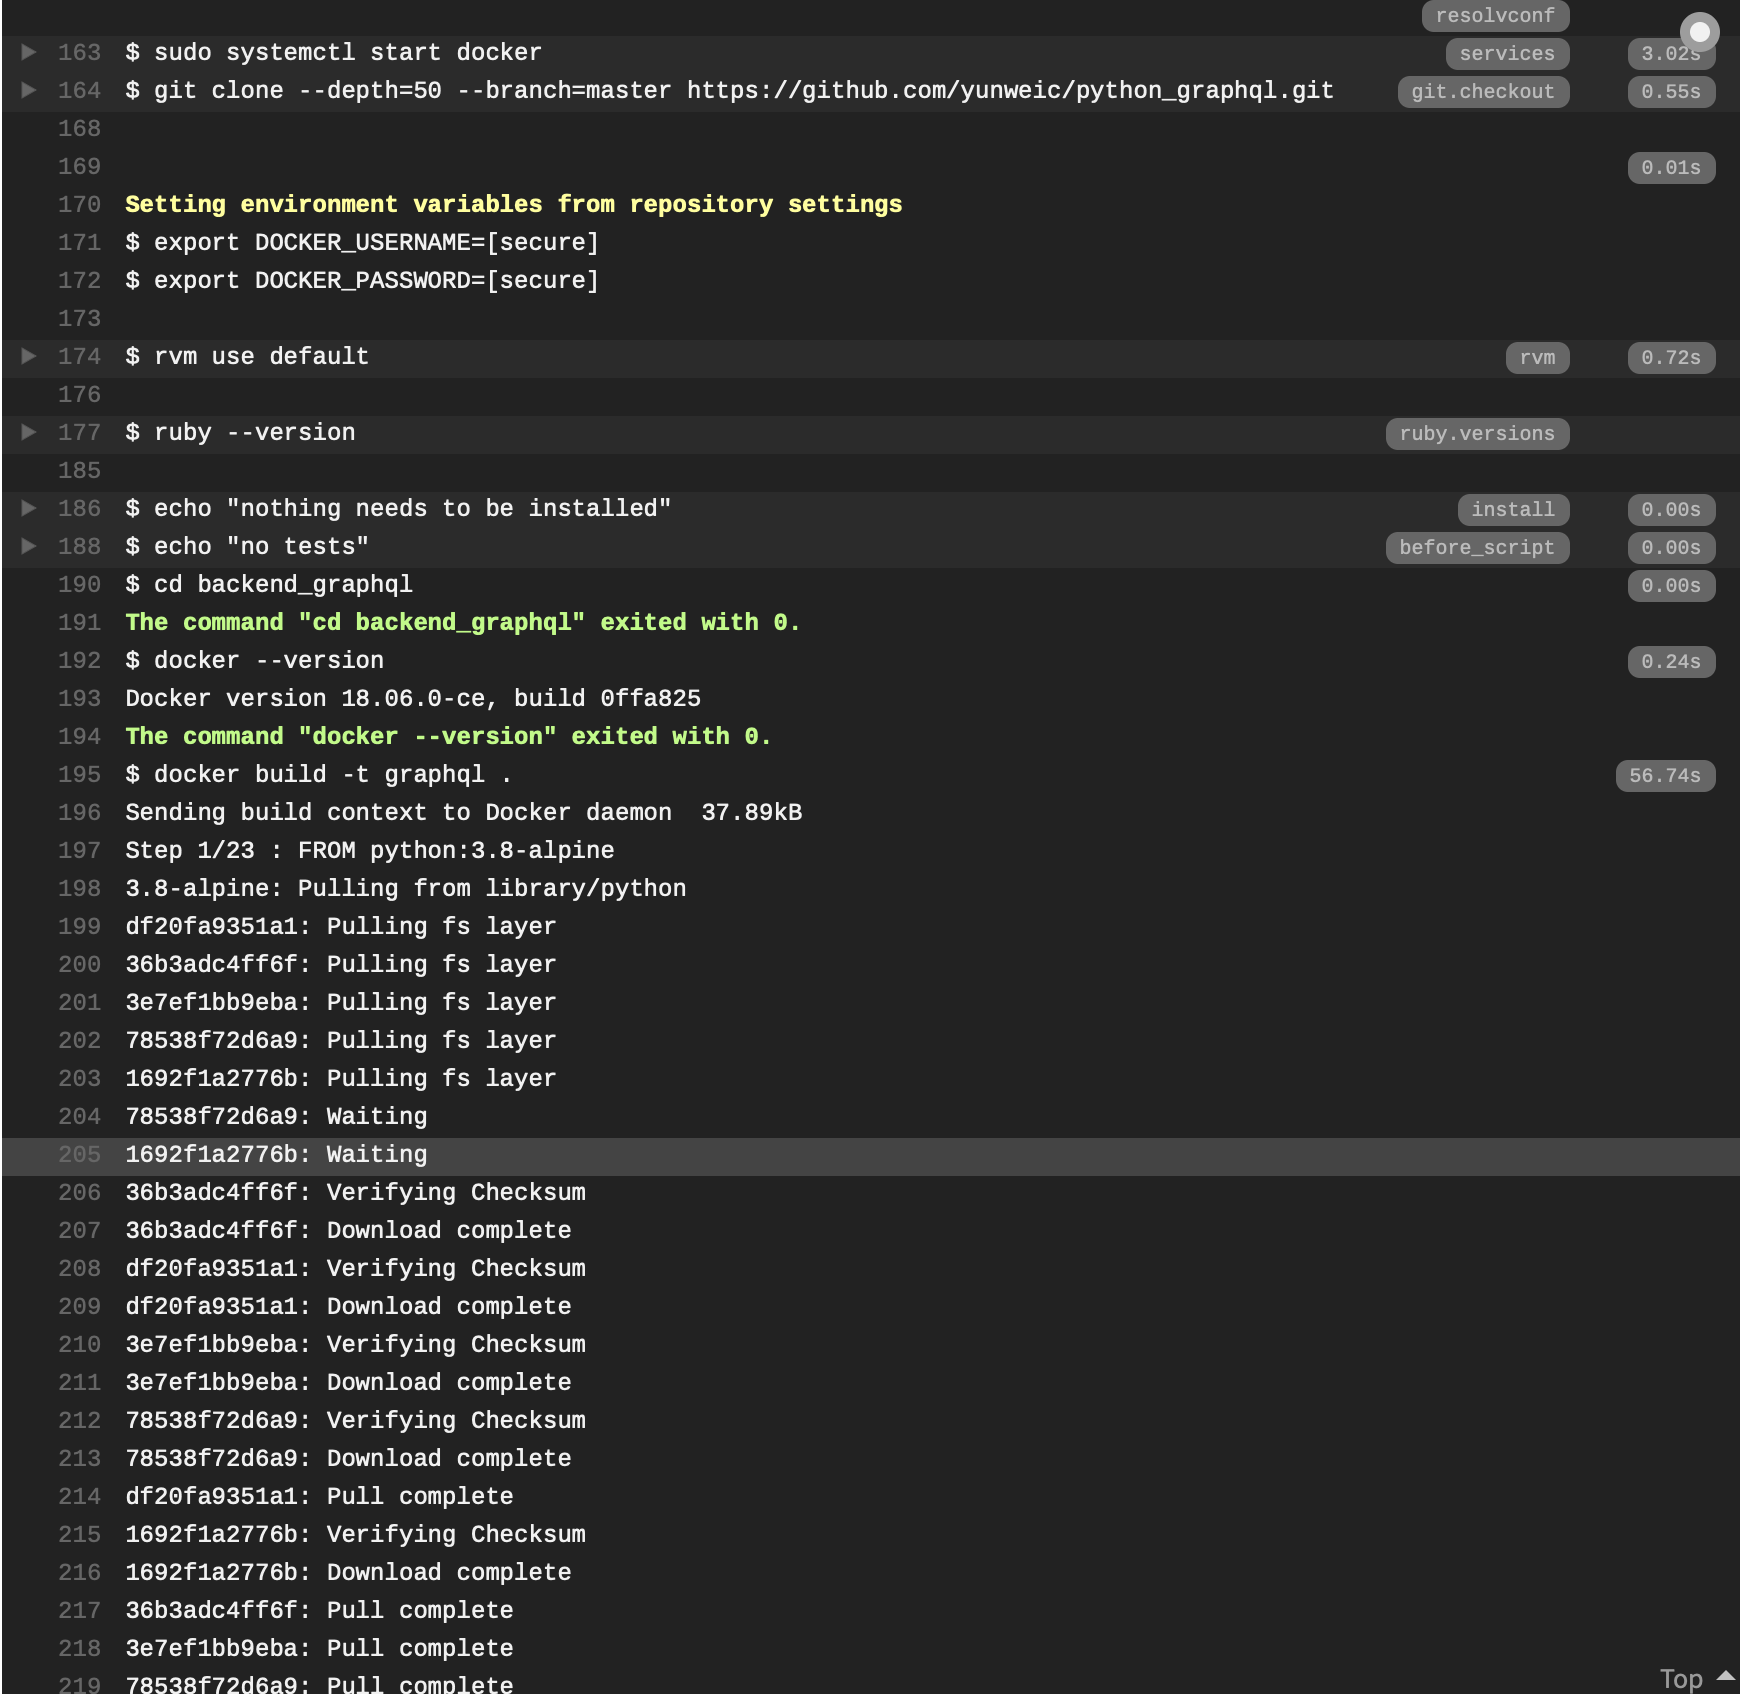 resolvconf
163 $ sudo systemctl start docker services 3.02s
164 $ git clone --depth=50 --branch=master https://github.com/yunweic/python_graphql.git git.checkout 0.55s
168
169 0.01s
170 Setting environment variables from repository settings
171 $ export DOCKER_USERNAME=[secure]
172 $ export DOCKER_PASSWORD=[secure]
173
174 $ rvm use default rvm 0.72s
176
177 $ ruby --version ruby.versions
185
186 $ echo "nothing needs to be installed" install 0.00s
188 $ echo "no tests" before_script 0.00s
190 $ cd backend_graphql 0.00s
191 The command "cd backend_graphql" exited with 0.
192 $ docker --version 0.24s
193 Docker version 18.06.0-ce, build 0ffa825
194 The command "docker --version" exited with 0.
195 $ docker build -t graphql . 56.74s
196 Sending build context to Docker daemon  37.89kB
197 Step 1/23 : FROM python:3.8-alpine
198 3.8-alpine: Pulling from library/python
199 df20fa9351a1: Pulling fs layer
200 36b3adc4ff6f: Pulling fs layer
201 3e7ef1bb9eba: Pulling fs layer
202 78538f72d6a9: Pulling fs layer
203 1692f1a2776b: Pulling fs layer
204 78538f72d6a9: Waiting
205 1692f1a2776b: Waiting
206 36b3adc4ff6f: Verifying Checksum
207 36b3adc4ff6f: Download complete
208 df20fa9351a1: Verifying Checksum
209 df20fa9351a1: Download complete
210 3e7ef1bb9eba: Verifying Checksum
211 3e7ef1bb9eba: Download complete
212 78538f72d6a9: Verifying Checksum
213 78538f72d6a9: Download complete
214 df20fa9351a1: Pull complete
215 1692f1a2776b: Verifying Checksum
216 1692f1a2776b: Download complete
217 36b3adc4ff6f: Pull complete
218 3e7ef1bb9eba: Pull complete
219 78538f72d6a9: Pull complete
Top